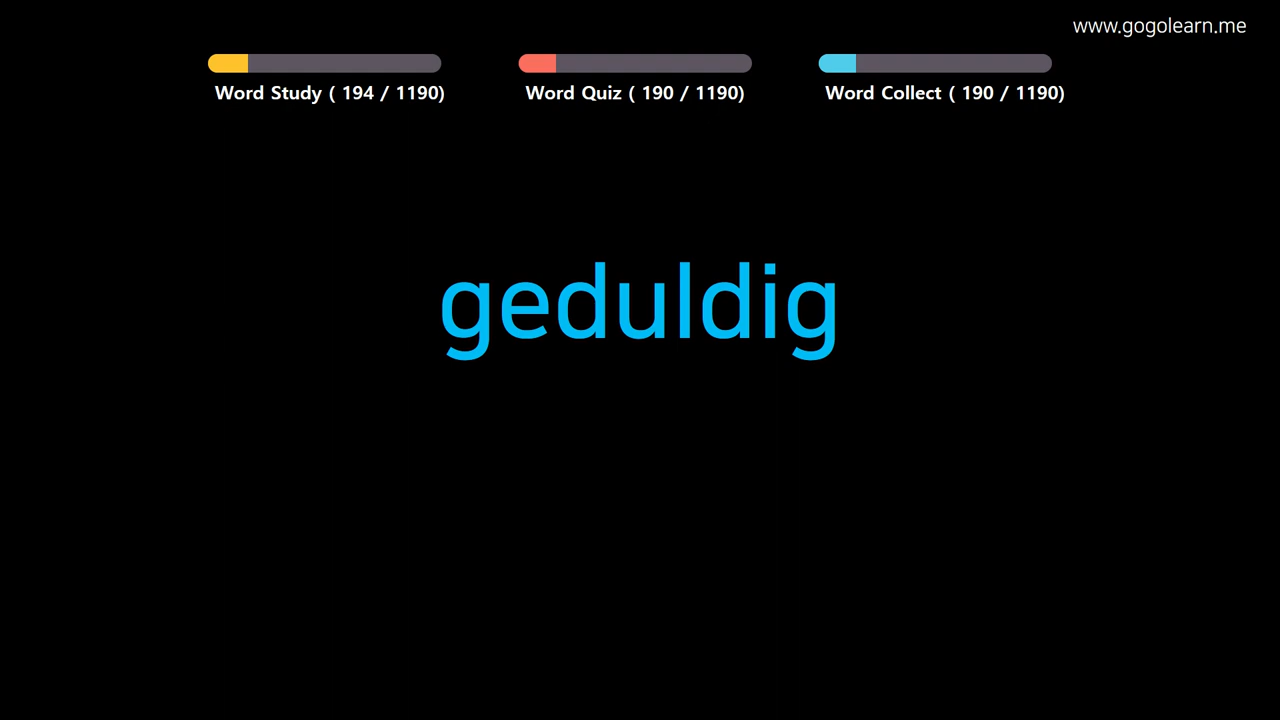 www.gogolearn.me
Word Study ( 194 / 1190)
Word Quiz ( 190 / 1190)
Word Collect ( 190 / 1190)
geduldig